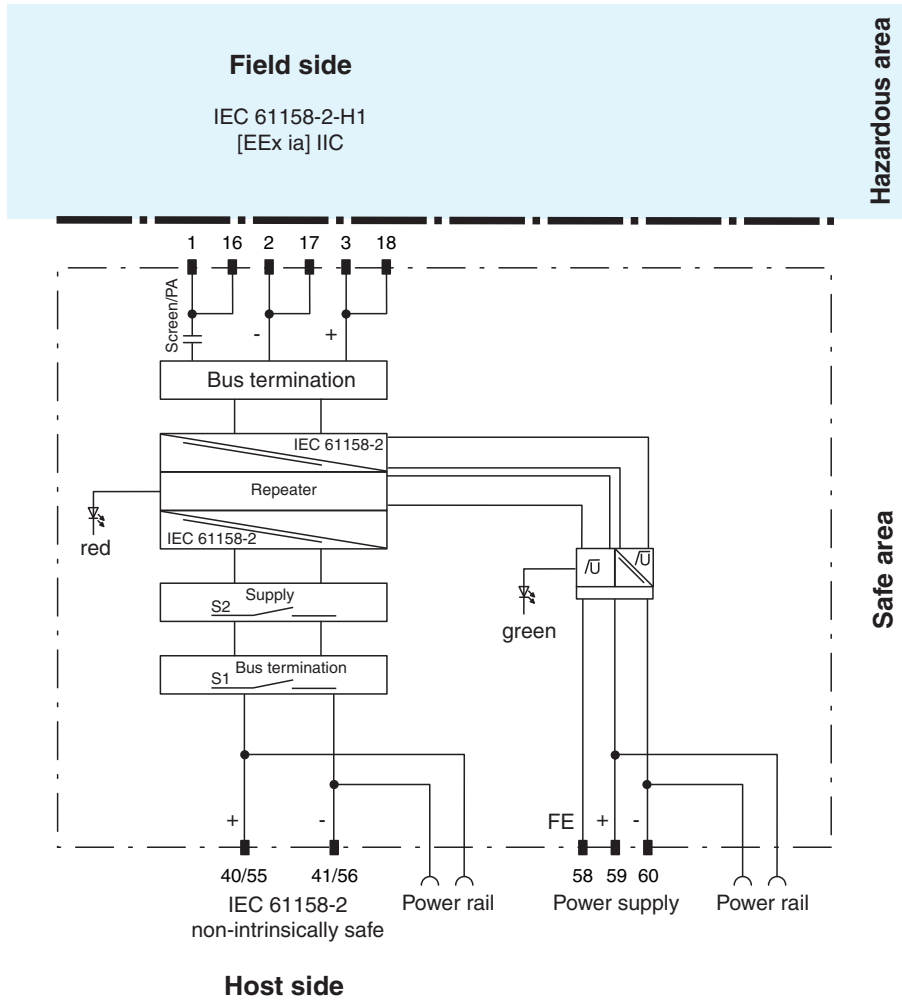 Field side
Hazardous area
IEC 61158-2-H1
[EEx ia] IIC
1 16 2 17 3 18
Screen/PA
- +
Bus termination
IEC 61158-2
Repeater
IEC 61158-2
red
/U /U
Safe area
Supply
S2
green
Bus termination
S1
+ - FE + -
40/55 41/56 58 59 60
IEC 61158-2 Power rail Power supply Power rail
non-intrinsically safe
Host side